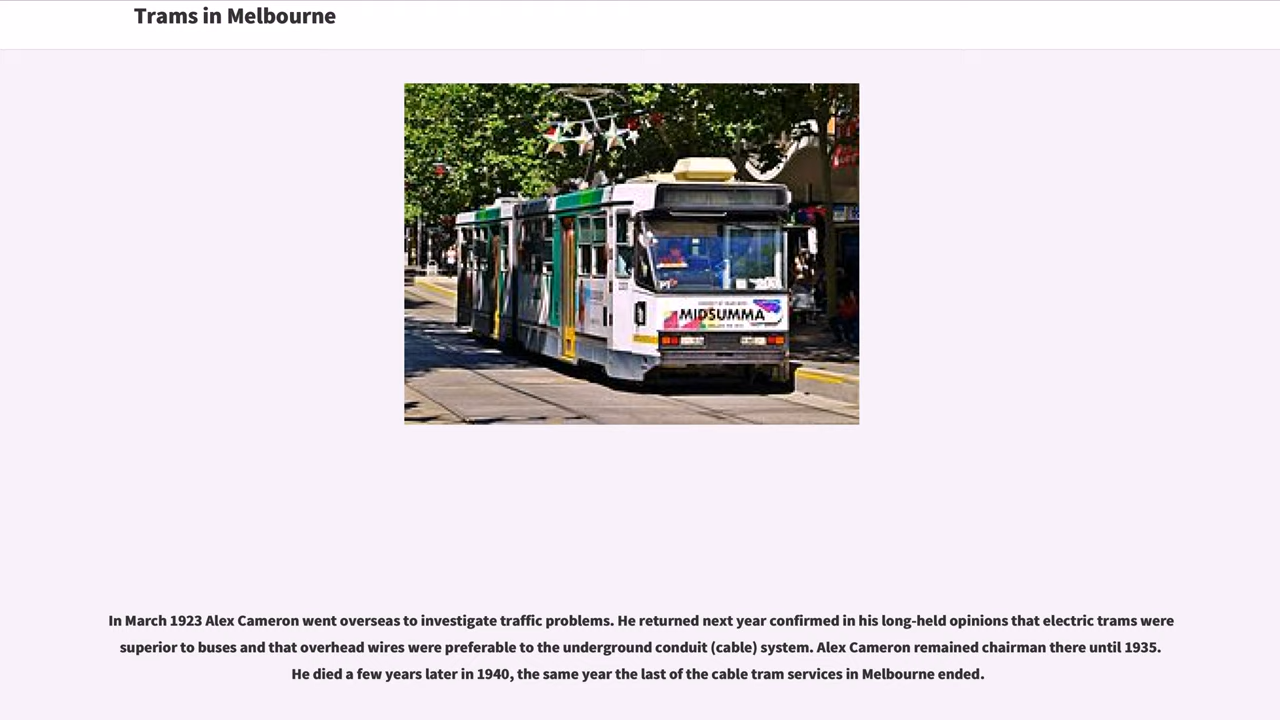 Trams in Melbourne
MIDSUMMA
In March 1923 Alex Cameron went overseas to investigate traffic problems. He returned next year confirmed in his long-held opinions that electric trams were
superior to buses and that overhead wires were preferable to the underground conduit (cable) system. Alex Cameron remained chairman there until 1935.
He died a few years later in 1940, the same year the last of the cable tram services in Melbourne ended.